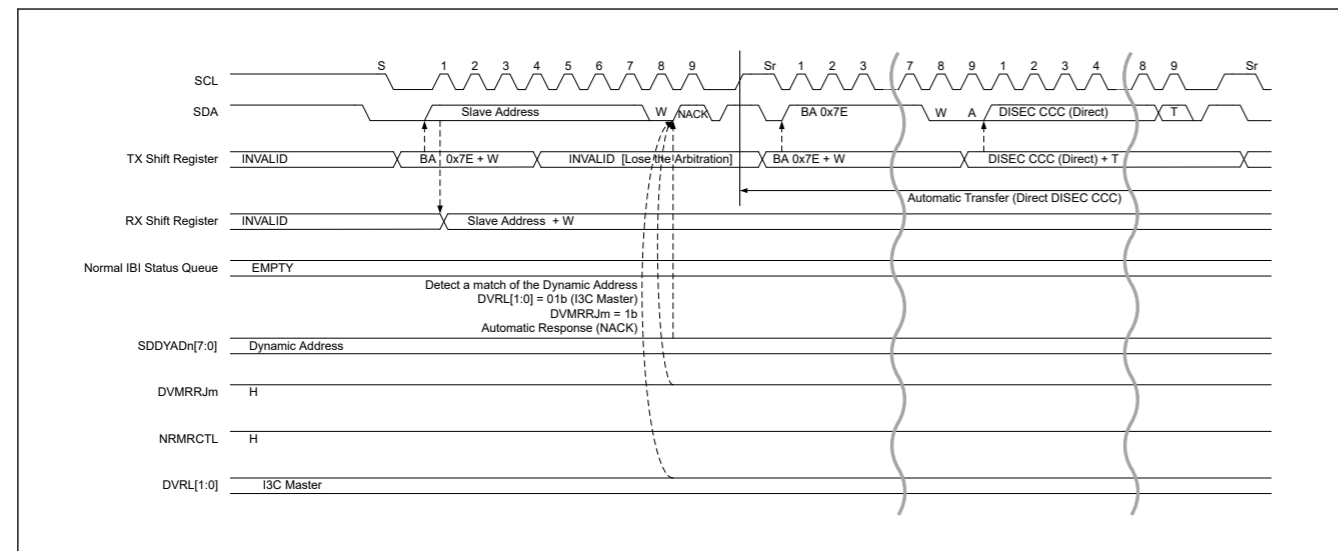 S 1 2 3 4 5 6 7 8 9 Sr 1 2 3 7 8 9 1 2 3 4 8 9 Sr
SCL
SDA Slave Address W NACK BA 0x7E W A DISEC CCC (Direct) T
TX Shift Register INVALID BA 0x7E + W INVALID [Lose the Arbitration] BA 0x7E + W DISEC CCC (Direct) + T
Automatic Transfer (Direct DISEC CCC)
RX Shift Register INVALID Slave Address + W
Normal IBI Status Queue EMPTY
Detect a match of the Dynamic Address
DVRL[1:0] = 01b (I3C Master)
DVMRRJm = 1b
Automatic Response (NACK)
SDDYADn[7:0] Dynamic Address
DVMRRJm H
NRMRCTL H
DVRL[1:0] I3C Master